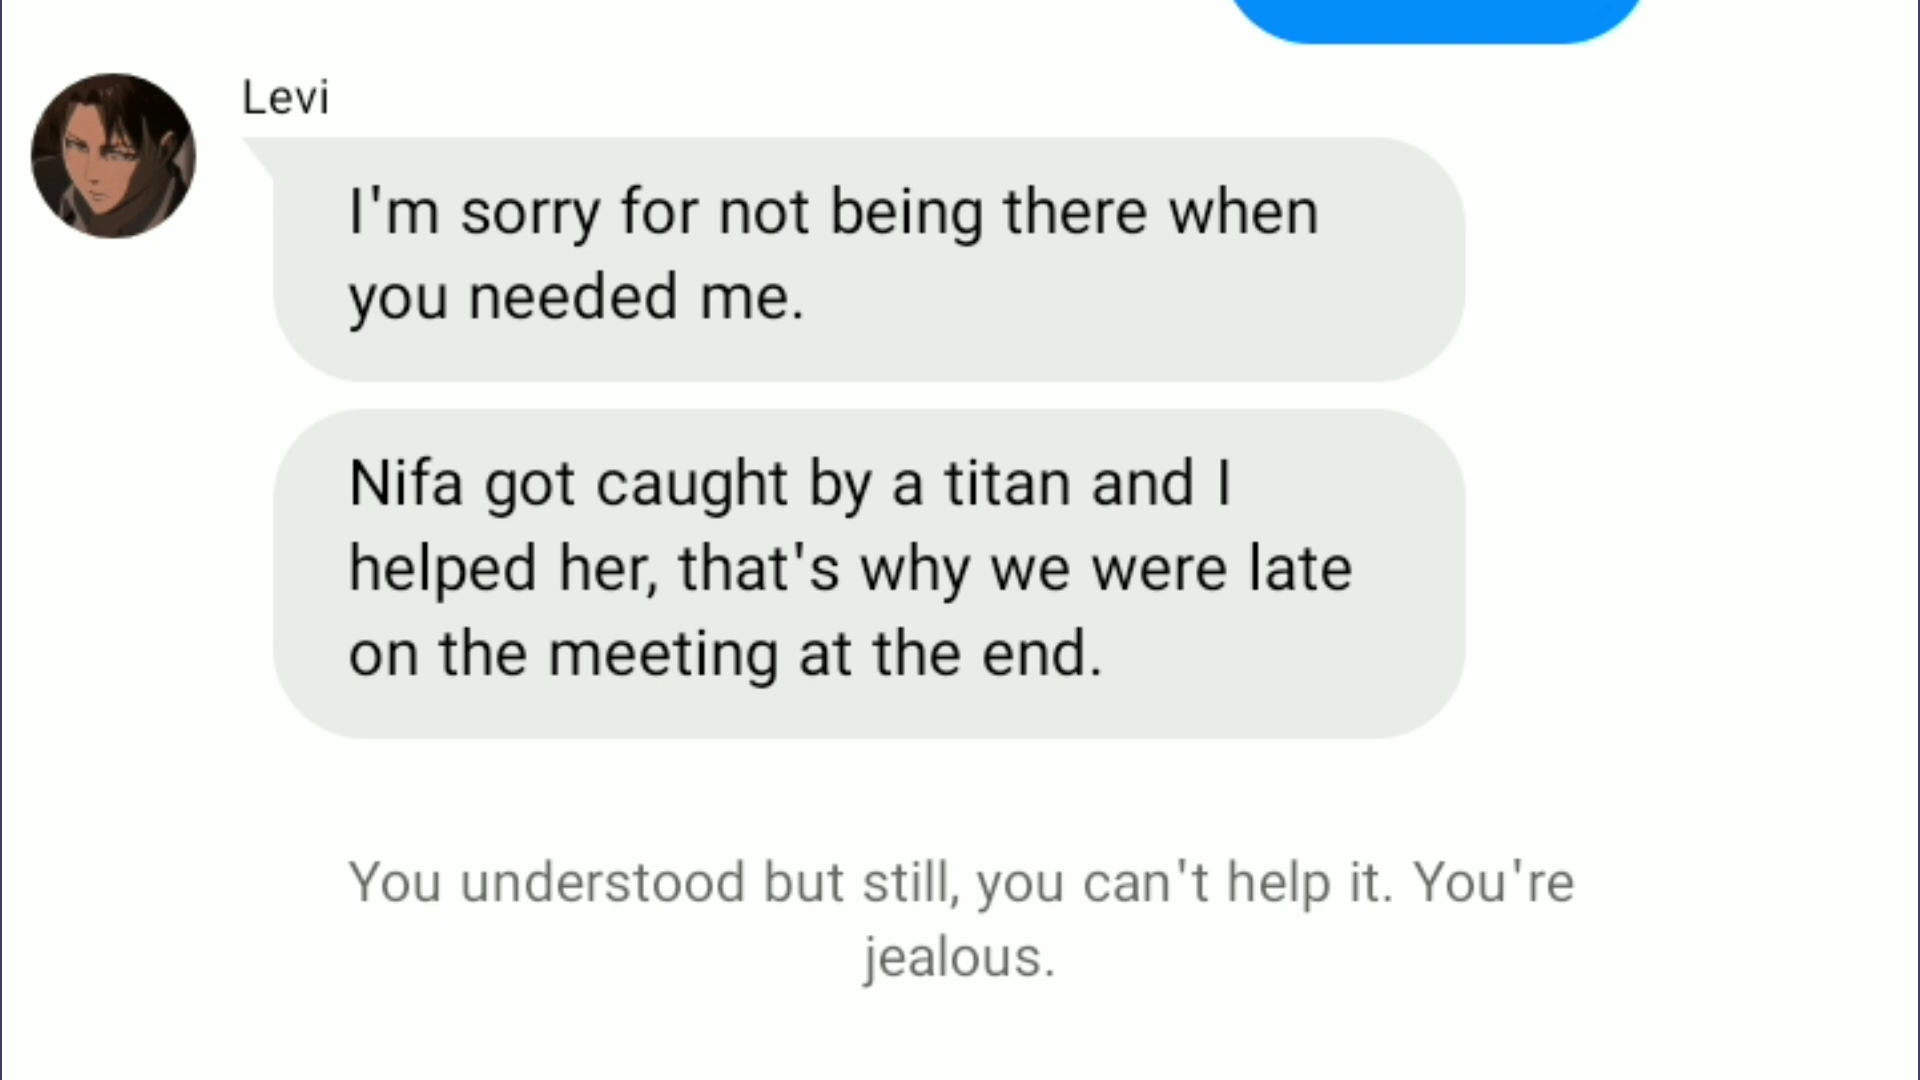 Levi
I'm sorry for not being there when
you needed me.
Nifa got caught by a titan and I
helped her, that's why we were late
on the meeting at the end.
You understood but still, you can't help it. You're
jealous.